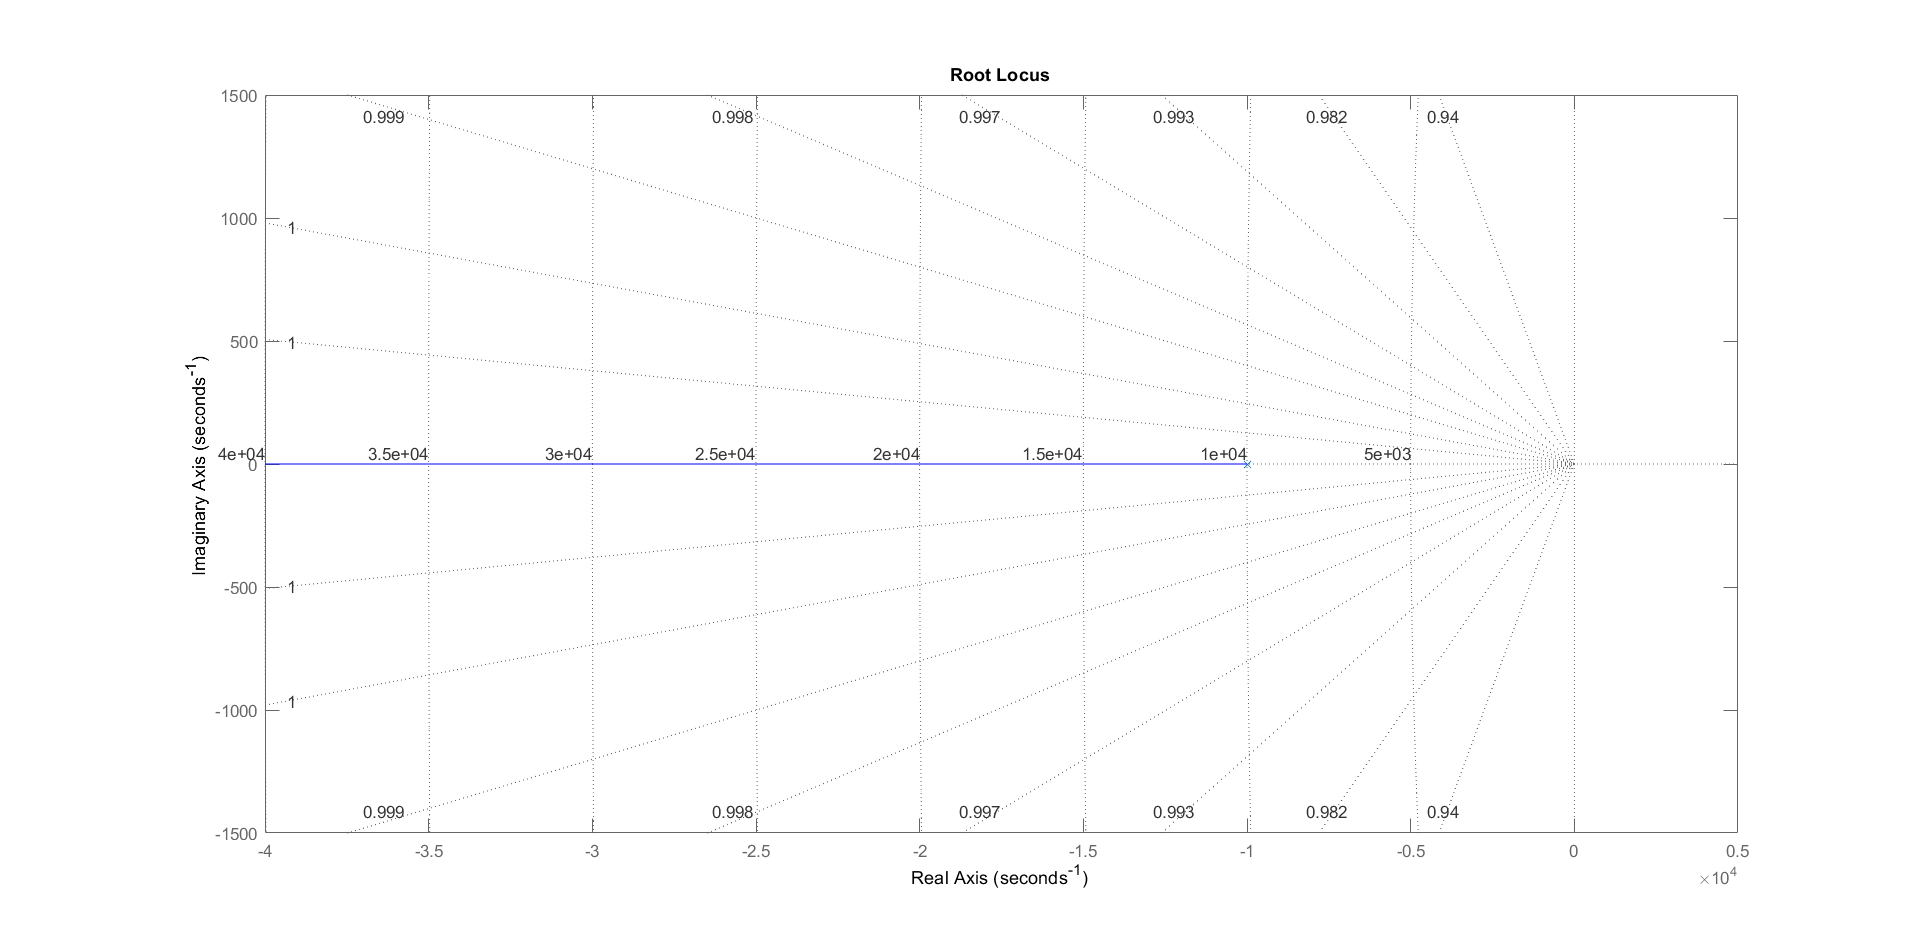 Root Locus
1500
0.999 0.998 0.997 0.993 0.982 0.94
1000
1
500
1
4e+04 3.5e+04 3e+04 2.5e+04 2e+04 1.5e+04 1e+04 5e+03
0
Imaginary Axis (seconds-1)
-500
1
-1000
1
0.999 0.998 0.997 0.993 0.982 0.94
-1500
-4 -3.5 -3 -2.5 -2 -1.5 -1 -0.5 0 0.5
Real Axis (seconds-1)
×104